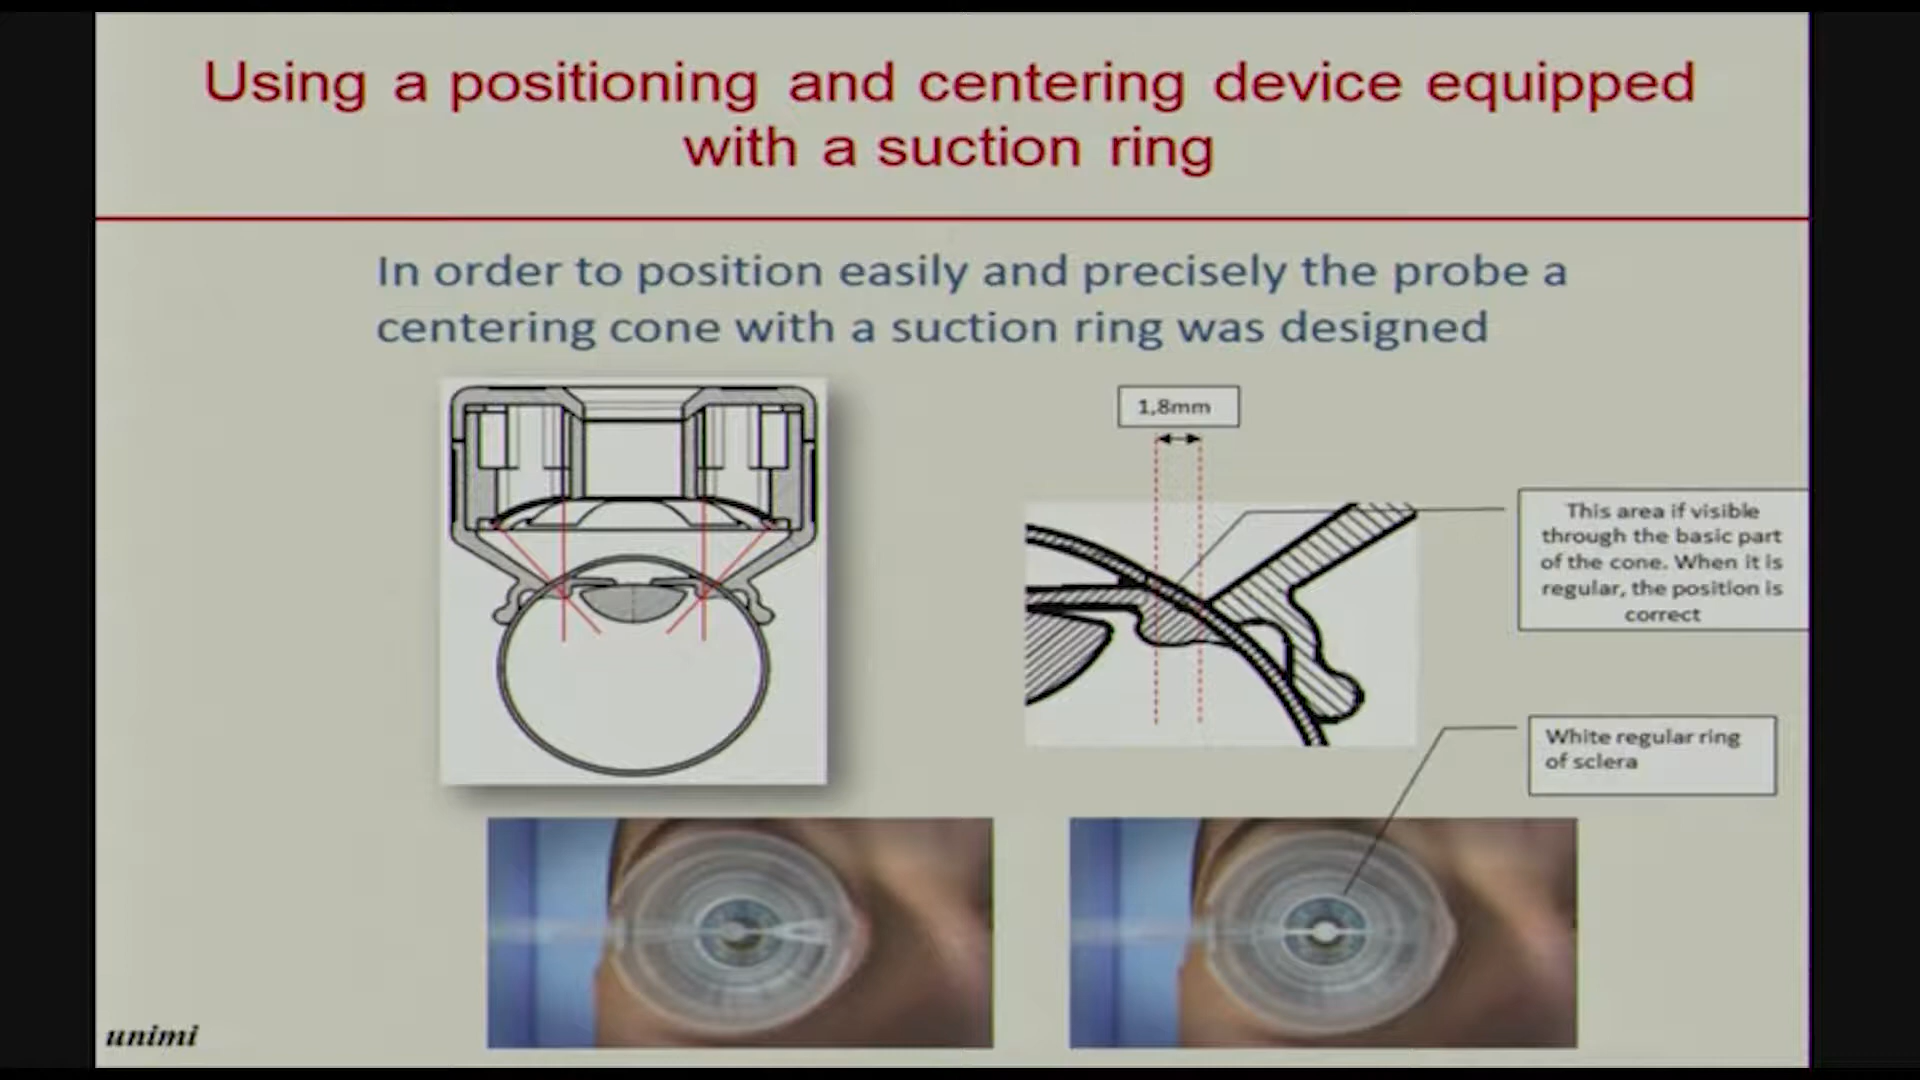 Using a positioning and centering device equipped
with a suction ring
In order to position easily and precisely the probe a
centering cone with a suction ring was designed
1,8mm
This area if visible
through the basic part
of the cone. When it is
regular, the position is
correct
White regular ring
of sclera
unimi